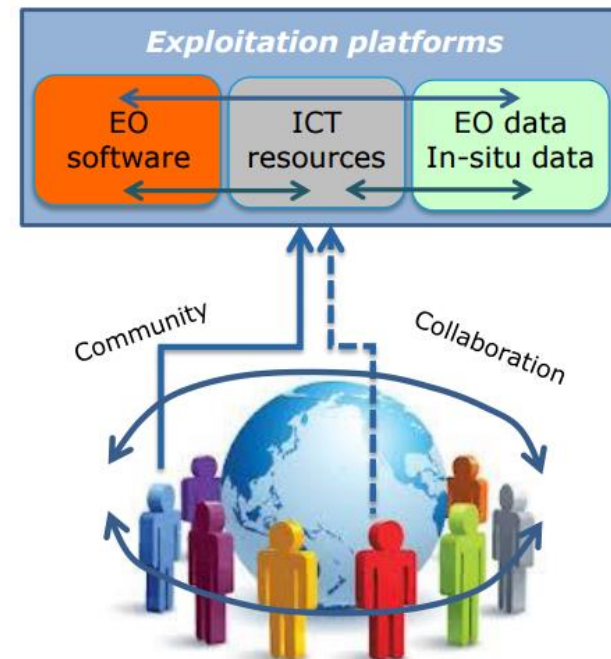 Exploitation platforms
EO
software
ICT
resources
EO data
In-situ data
Community
Collaboration